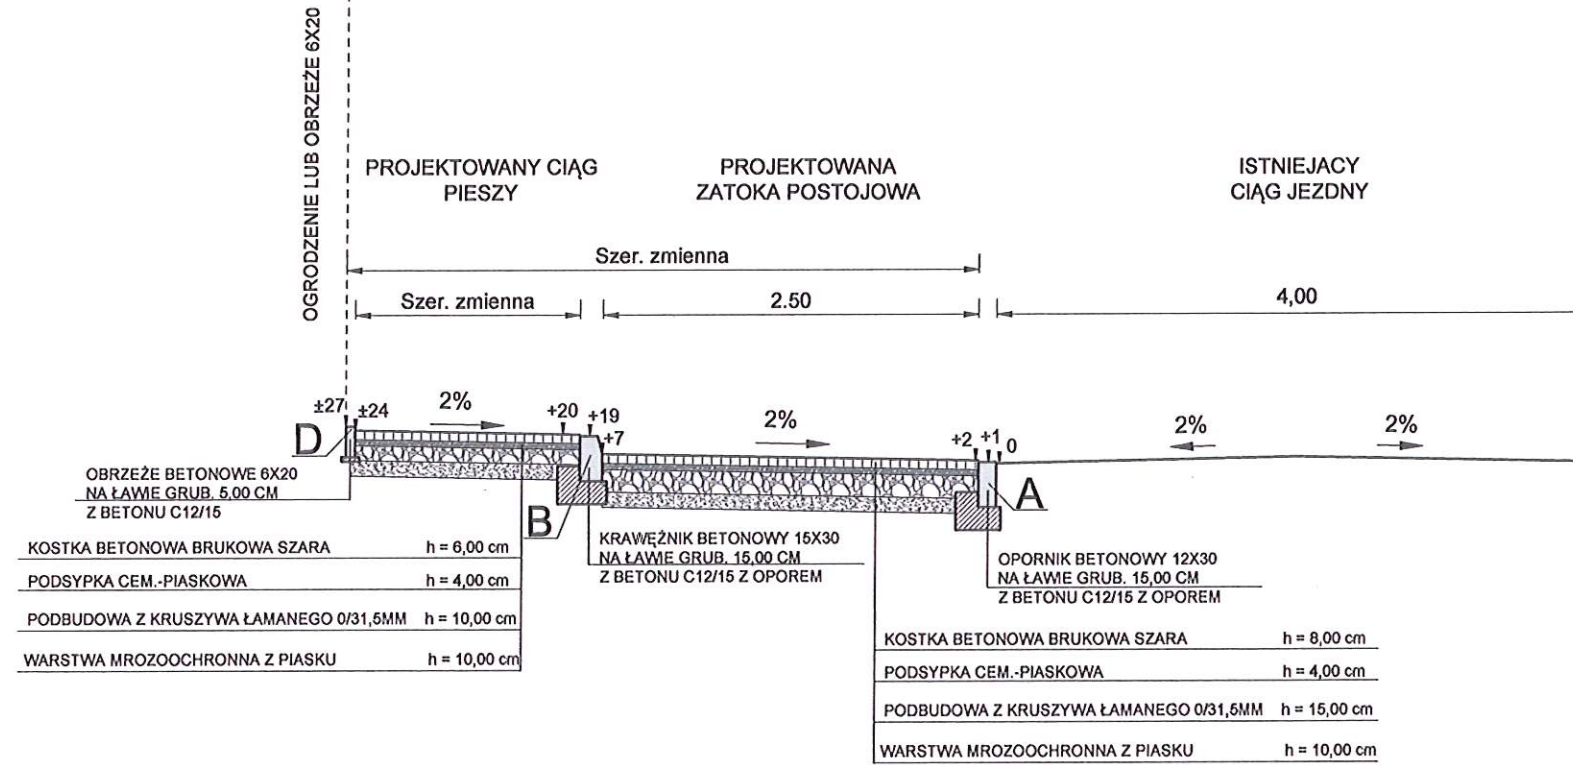 OGRODZENIE LUB OBRZEŻE 6X20
PROJEKTOWANY CIĄG
PIESZY
PROJEKTOWANA
ZATOKA POSTOJOWA
ISTNIEJACY
CIĄG JEZDNY
Szer. zmienna
Szer. zmienna
2.50
4,00
±27
±24
2%
+20
+19
+7
2%
+2
+1
0
2%
2%
D
B
A
OBRZEŻE BETONOWE 6X20
NA ŁAWIE GRUB. 5,00 CM
Z BETONU C12/15
KOSTKA BETONOWA BRUKOWA SZARA h = 6,00 cm
PODSYPKA CEM.-PIASKOWA h = 4,00 cm
PODBUDOWA Z KRUSZYWA ŁAMANEGO 0/31,5MM h = 10,00 cm
WARSTWA MROZOOCHRONNA Z PIASKU h = 10,00 cm
KRAWĘŻNIK BETONOWY 15X30
NA ŁAWIE GRUB. 15,00 CM
Z BETONU C12/15 Z OPOREM
OPORNIK BETONOWY 12X30
NA ŁAWIE GRUB. 15,00 CM
Z BETONU C12/15 Z OPOREM
KOSTKA BETONOWA BRUKOWA SZARA h = 8,00 cm
PODSYPKA CEM.-PIASKOWA h = 4,00 cm
PODBUDOWA Z KRUSZYWA ŁAMANEGO 0/31,5MM h = 15,00 cm
WARSTWA MROZOOCHRONNA Z PIASKU h = 10,00 cm